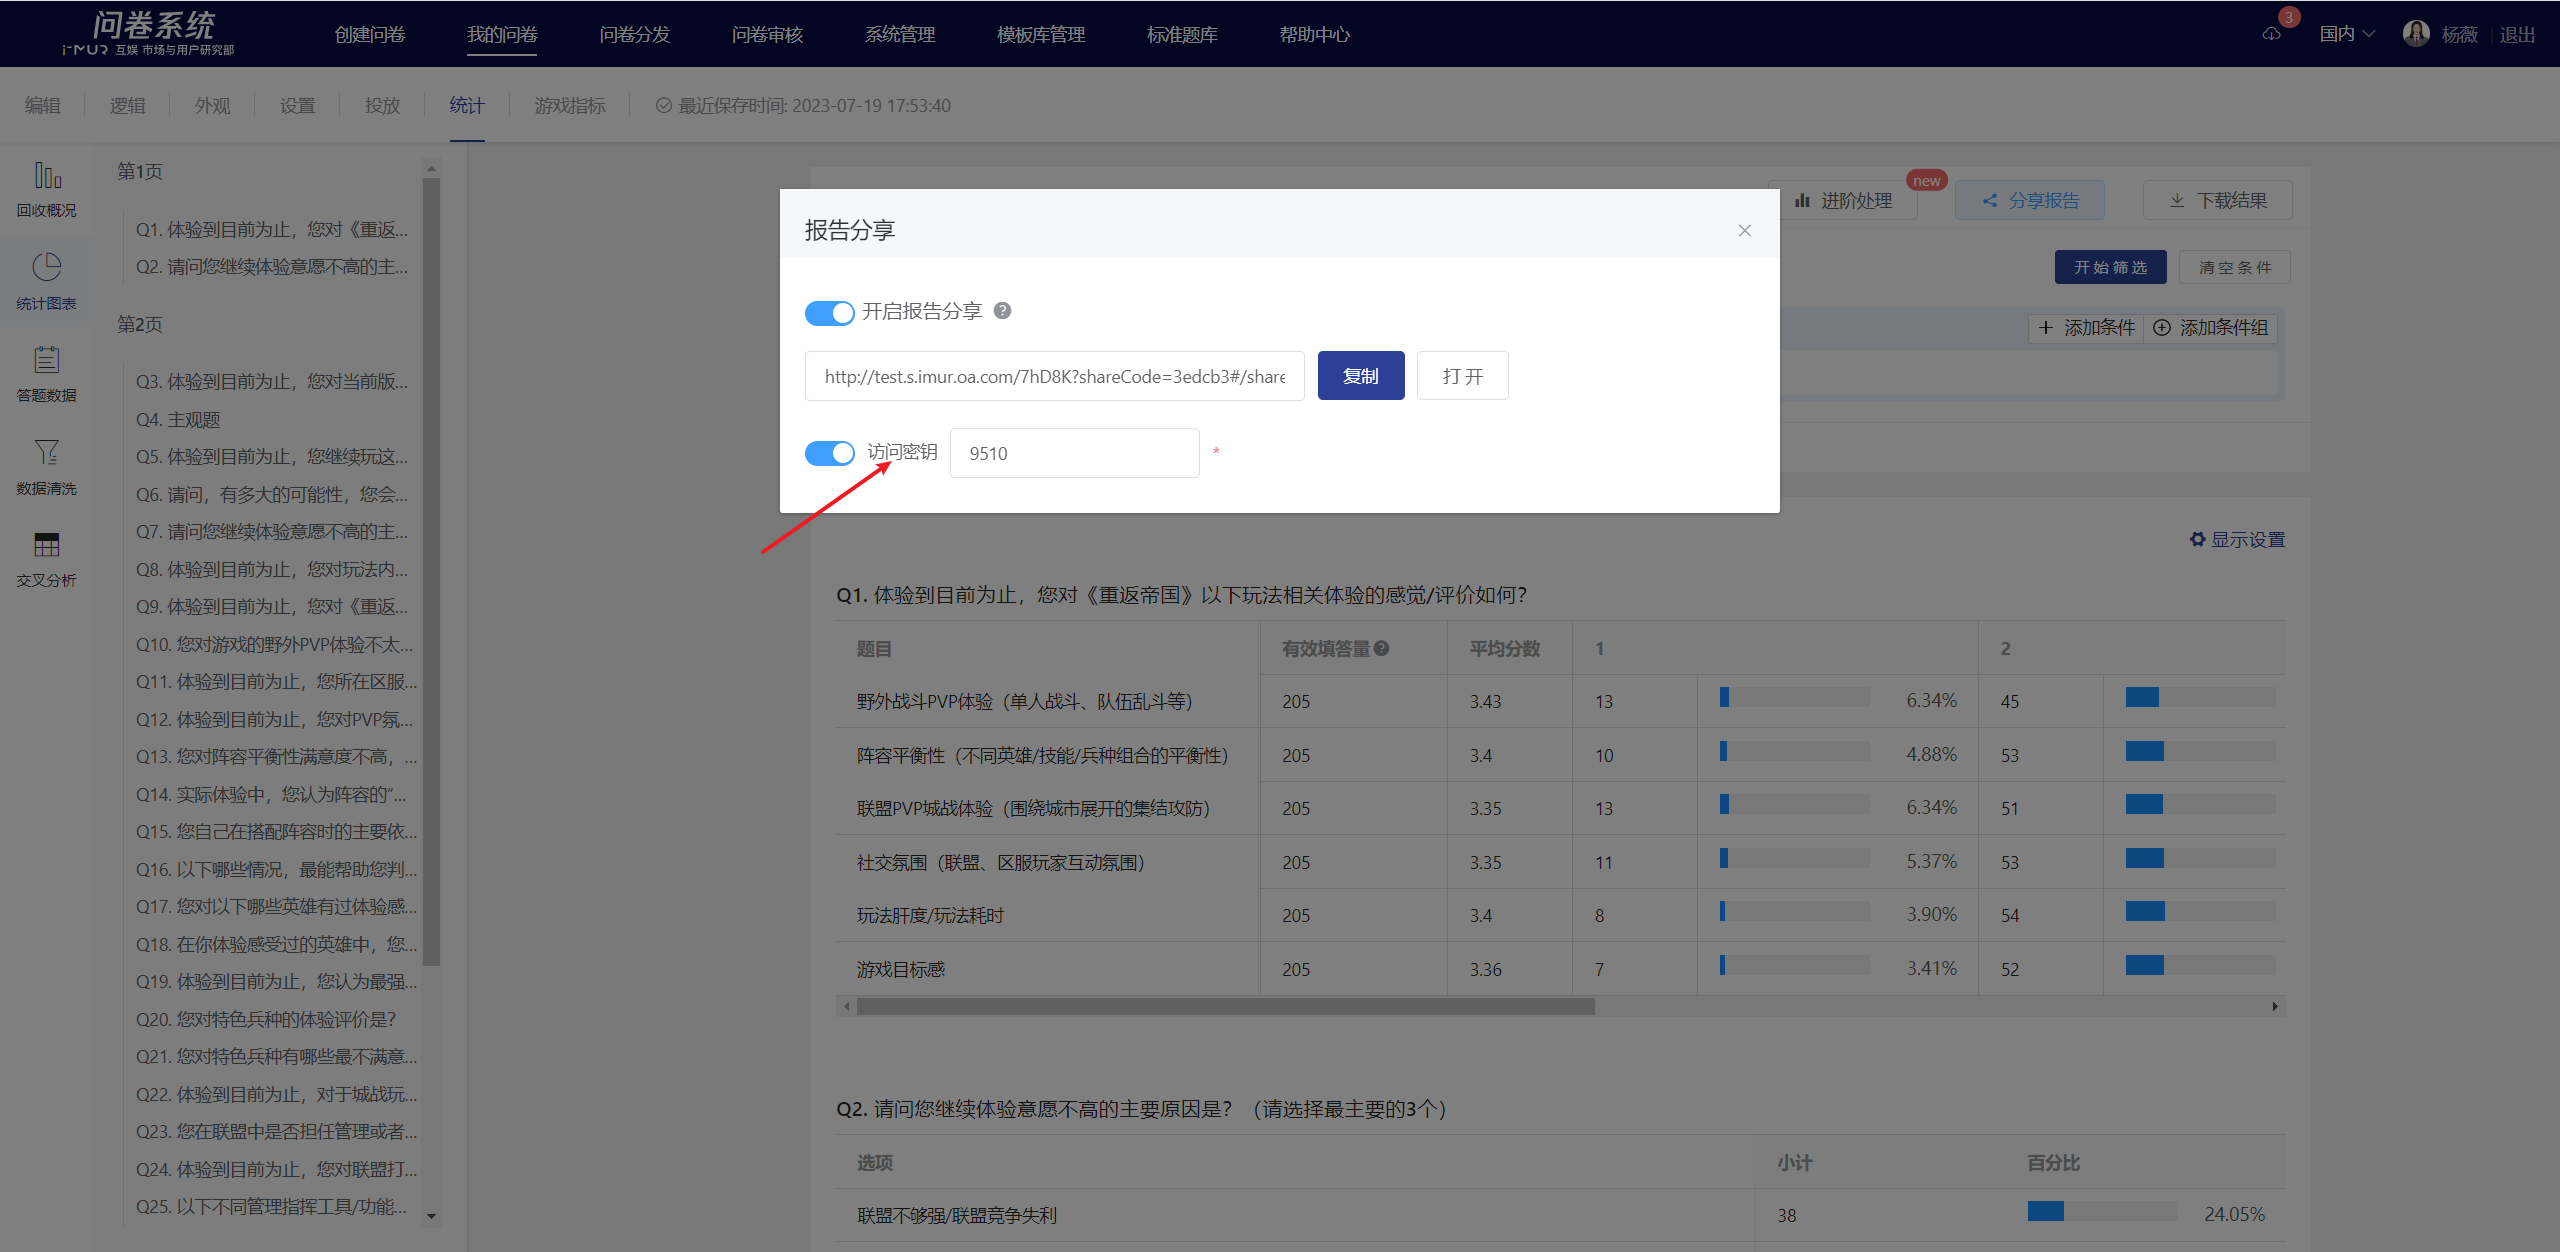 问卷系统
i-MUR 互娱 市场与用户研究部
创建问卷 我的问卷 问卷分发 问卷审核 系统管理 模板库管理 标准题库 帮助中心
3
国内 杨薇 退出
编辑 逻辑 外观 设置 投放 统计 游戏指标 最近保存时间: 2023-07-19 17:53:40
回收概况
统计图表
答题数据
数据清洗
交叉分析
第1页
Q1. 体验到目前为止，您对《重返...
Q2. 请问您继续体验意愿不高的主...
第2页
Q3. 体验到目前为止，您对当前版...
Q4. 主观题
Q5. 体验到目前为止，您继续玩这...
Q6. 请问，有多大的可能性，您会...
Q7. 请问您继续体验意愿不高的主...
Q8. 体验到目前为止，您对玩法内...
Q9. 体验到目前为止，您对《重返...
Q10. 您对游戏的野外PVP体验不太...
Q11. 体验到目前为止，您所在区服...
Q12. 体验到目前为止，您对PVP氛...
Q13. 您对阵容平衡性满意度不高，...
Q14. 实际体验中，您认为阵容的“...
Q15. 您自己在搭配阵容时的主要依...
Q16. 以下哪些情况，最能帮助您判...
Q17. 您对以下哪些英雄有过体验感...
Q18. 在你体验感受过的英雄中，您...
Q19. 体验到目前为止，您认为最强...
Q20. 您对特色兵种的体验评价是？
Q21. 您对特色兵种有哪些最不满意...
Q22. 体验到目前为止，对于城战玩...
Q23. 您在联盟中是否担任管理或者...
Q24. 体验到目前为止，您对联盟打...
Q25. 以下不同管理指挥工具/功能...
进阶处理 new 分享报告 下载结果
开始筛选 清空条件
添加条件 添加条件组
报告分享
开启报告分享
http://test.s.imur.oa.com/7hD8K?shareCode=3edcb3#/share 复制 打开
访问密钥 9510 *
显示设置
Q1. 体验到目前为止，您对《重返帝国》以下玩法相关体验的感觉/评价如何？
题目 有效填答量 平均分数 1 2
野外战斗PVP体验（单人战斗、队伍乱斗等） 205 3.43 13 6.34% 45
阵容平衡性（不同英雄/技能/兵种组合的平衡性） 205 3.4 10 4.88% 53
联盟PVP城战体验（围绕城市展开的集结攻防） 205 3.35 13 6.34% 51
社交氛围（联盟、区服玩家互动氛围） 205 3.35 11 5.37% 53
玩法肝度/玩法耗时 205 3.4 8 3.90% 54
游戏目标感 205 3.36 7 3.41% 52
Q2. 请问您继续体验意愿不高的主要原因是？（请选择最主要的3个）
选项 小计 百分比
联盟不够强/联盟竞争失利 38 24.05%